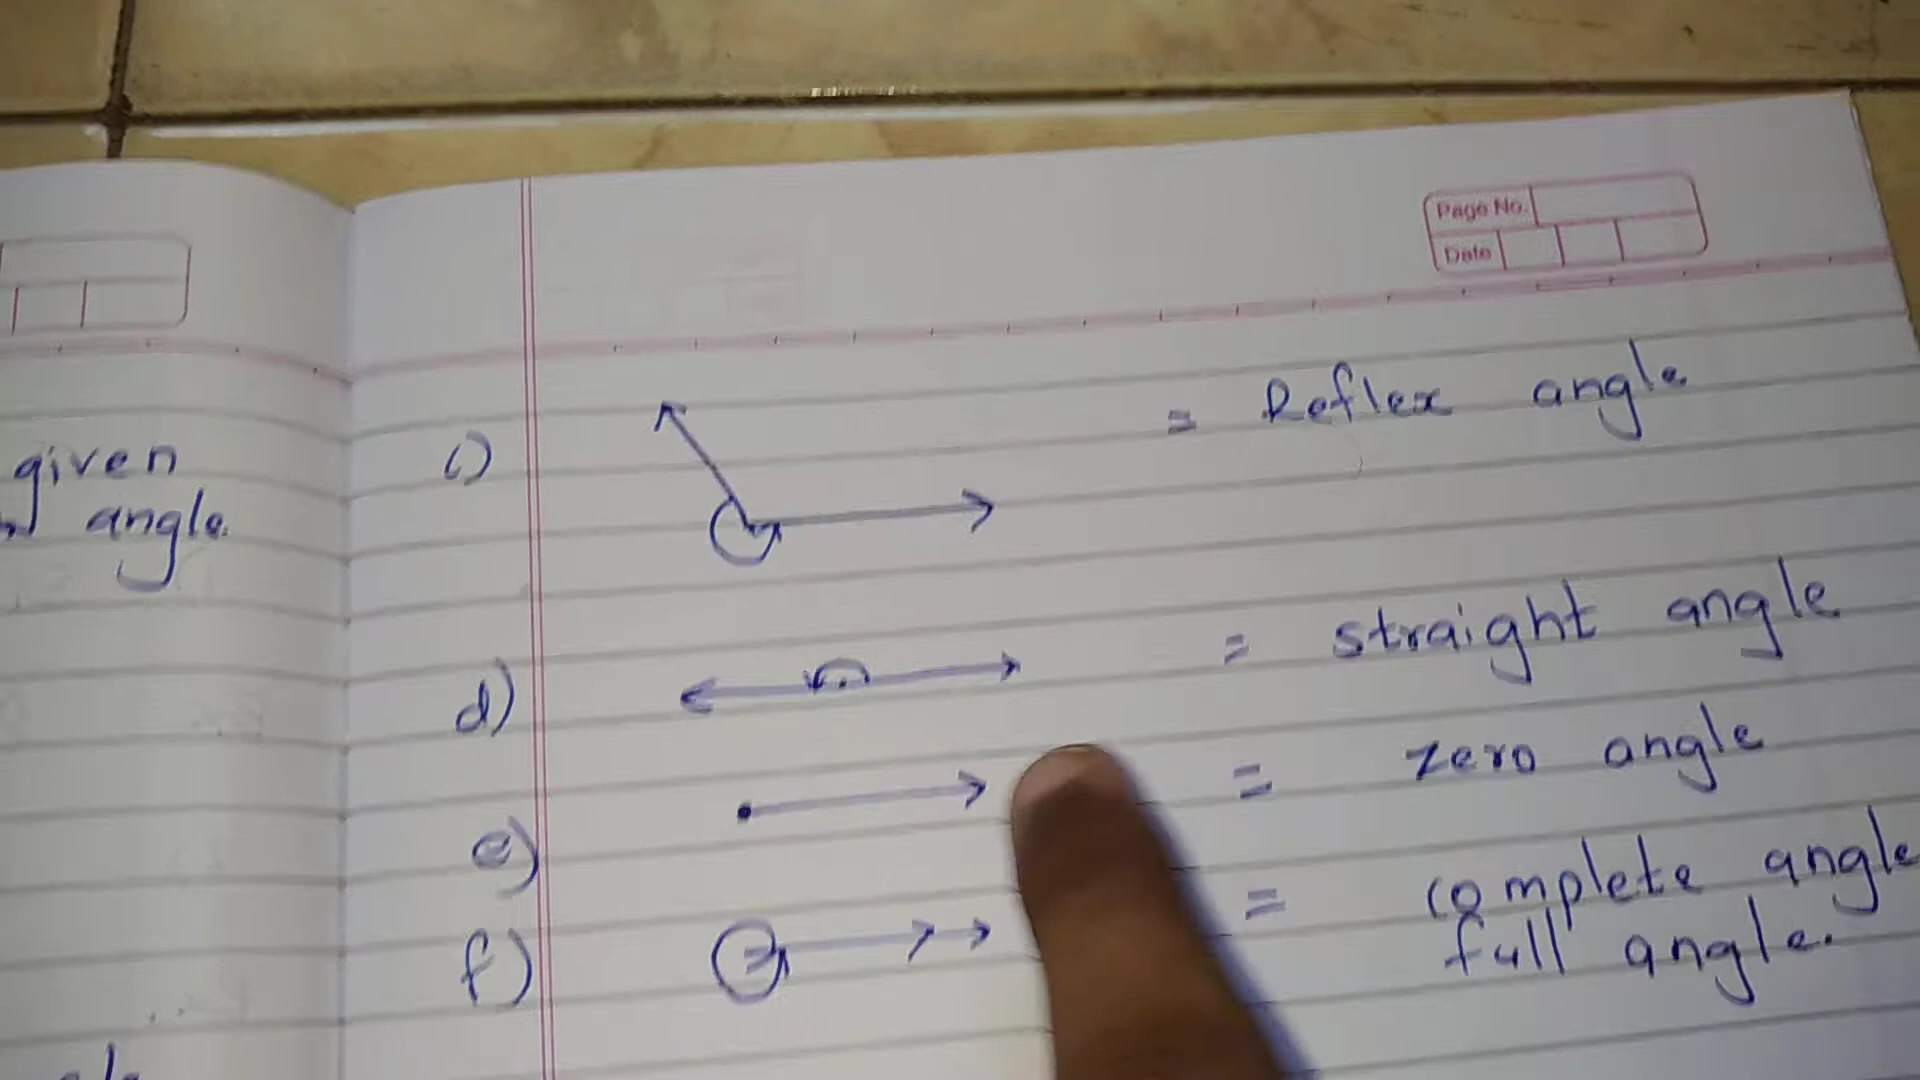 Page No.
Date
given
angle.
c) = Reflex angle
d) = straight angle
e) = zero angle
f) = complete angle
full angle.